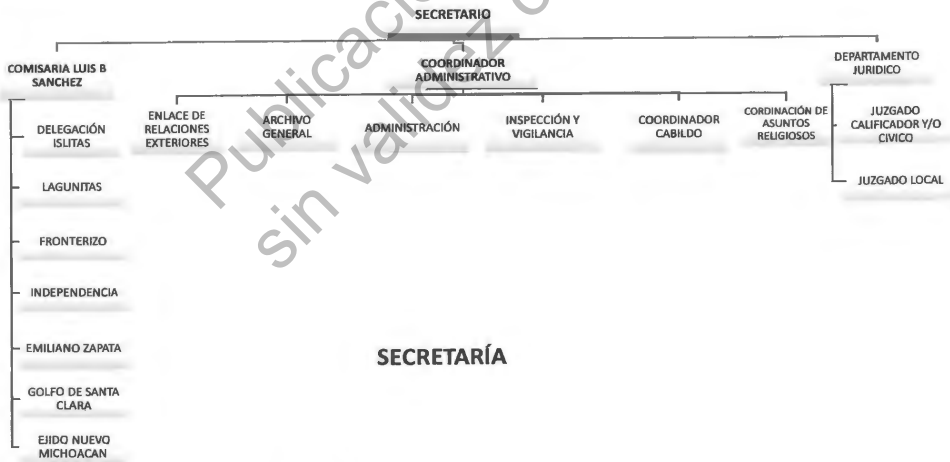 SECRETARIO
COMISARIA LUIS B
SANCHEZ
COORDINADOR
ADMINISTRATIVO
DEPARTAMENTO
JURIDICO
DELEGACIÓN
ISLITAS
LAGUNITAS
FRONTERIZO
INDEPENDENCIA
EMILIANO ZAPATA
GOLFO DE SANTA
CLARA
EJIDO NUEVO
MICHOACAN
ENLACE DE
RELACIONES
EXTERIORES
ARCHIVO
GENERAL
ADMINISTRACIÓN
INSPECCIÓN Y
VIGILANCIA
COORDINADOR
CABILDO
CORDINACIÓN DE
ASUNTOS
RELIGIOSOS
JUZGADO
CALIFICADOR Y/O
CIVICO
JUZGADO LOCAL
SECRETARÍA
sin validez